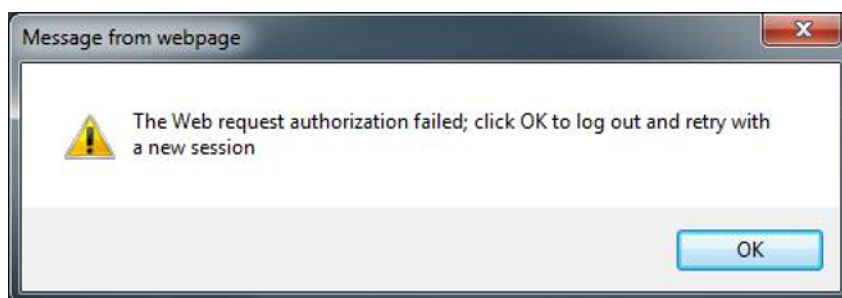 Message from webpage
The Web request authorization failed; click OK to log out and retry with
a new session
OK